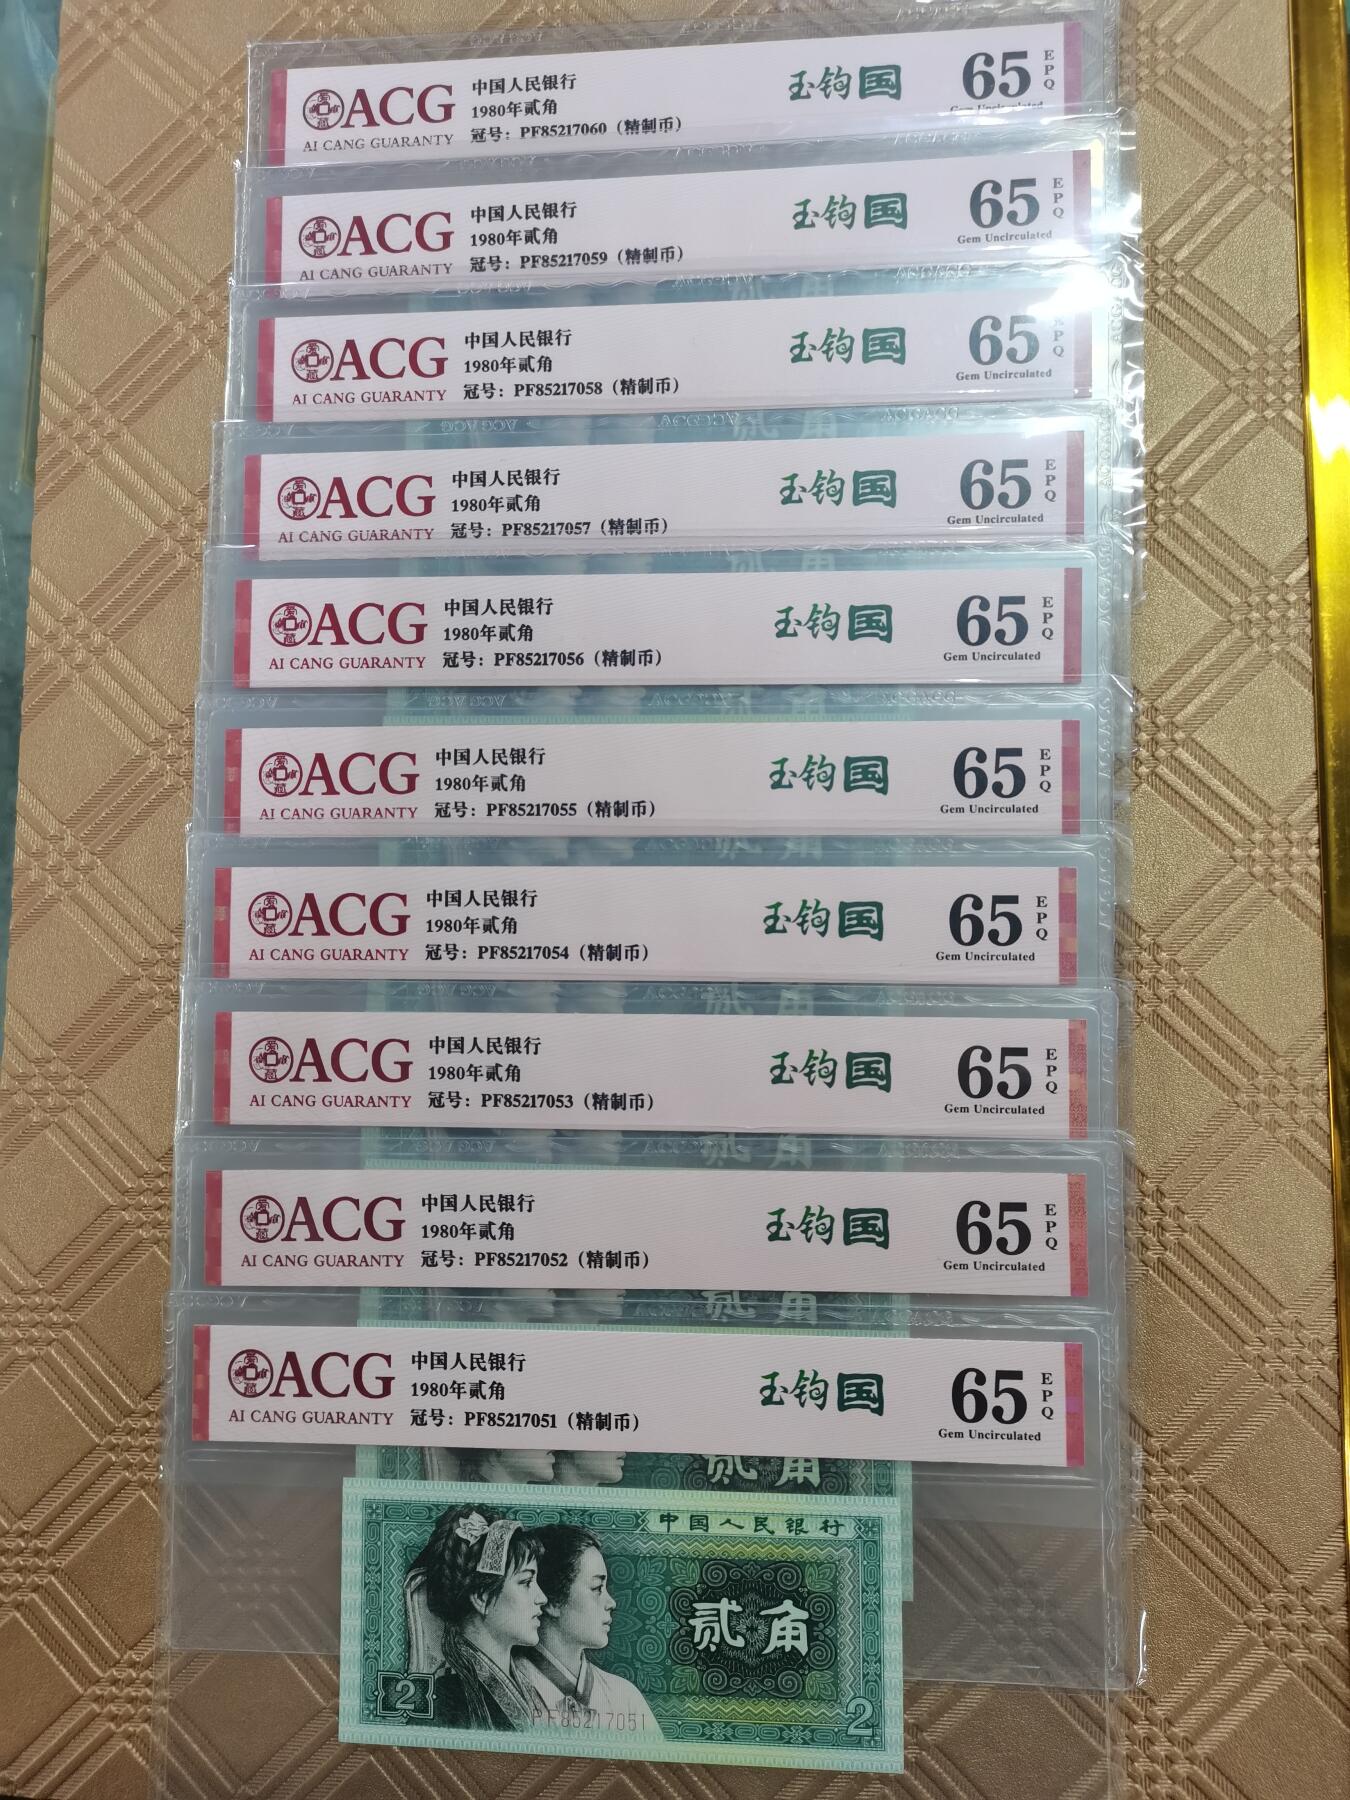 ACG
AI CANG GUARANTY
中国人民银行
1980年贰角
冠号：PF85217060（精制币）
玉钩国
65
EPQ
Gem Uncirculated
ACG
AI CANG GUARANTY
中国人民银行
1980年贰角
冠号：PF85217059（精制币）
玉钩国
65
EPQ
Gem Uncirculated
ACG
AI CANG GUARANTY
中国人民银行
1980年贰角
冠号：PF85217058（精制币）
玉钩国
65
EPQ
Gem Uncirculated
ACG
AI CANG GUARANTY
中国人民银行
1980年贰角
冠号：PF85217057（精制币）
玉钩国
65
EPQ
Gem Uncirculated
ACG
AI CANG GUARANTY
中国人民银行
1980年贰角
冠号：PF85217056（精制币）
玉钩国
65
EPQ
Gem Uncirculated
ACG
AI CANG GUARANTY
中国人民银行
1980年贰角
冠号：PF85217055（精制币）
玉钩国
65
EPQ
Gem Uncirculated
ACG
AI CANG GUARANTY
中国人民银行
1980年贰角
冠号：PF85217054（精制币）
玉钩国
65
EPQ
Gem Uncirculated
ACG
AI CANG GUARANTY
中国人民银行
1980年贰角
冠号：PF85217053（精制币）
玉钩国
65
EPQ
Gem Uncirculated
ACG
AI CANG GUARANTY
中国人民银行
1980年贰角
冠号：PF85217052（精制币）
玉钩国
65
EPQ
Gem Uncirculated
ACG
AI CANG GUARANTY
中国人民银行
1980年贰角
冠号：PF85217051（精制币）
玉钩国
65
EPQ
Gem Uncirculated
贰角
中国人民银行
贰角
2
PF85217051
2